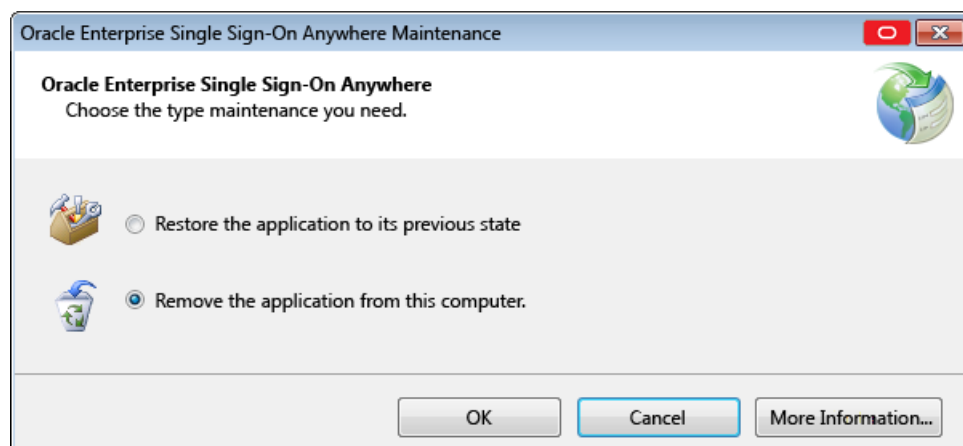 Oracle Enterprise Single Sign-On Anywhere Maintenance
Oracle Enterprise Single Sign-On Anywhere
Choose the type maintenance you need.
Restore the application to its previous state
Remove the application from this computer.
OK Cancel More Information...